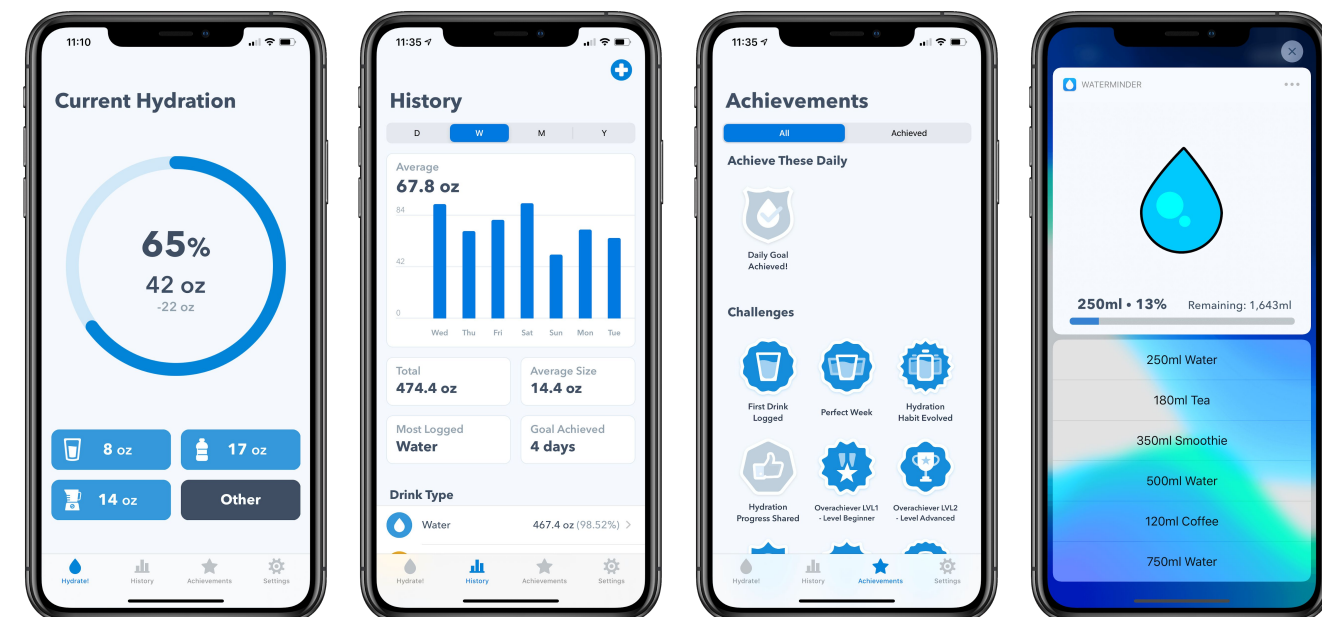 11:10
Current Hydration
65%
42 oz
-22 oz
8 oz
17 oz
14 oz
Other
Hydrate!
History
Achievements
Settings
11:35
History
D
W
M
Y
Average
67.8 oz
84
42
0
Wed
Thu
Fri
Sat
Sun
Mon
Tue
Total
474.4 oz
Average Size
14.4 oz
Most Logged
Water
Goal Achieved
4 days
Drink Type
Water
467.4 oz (98.52%)
Hydrate!
History
Achievements
Settings
11:35
Achievements
All
Achieved
Achieve These Daily
Daily Goal
Achieved!
Challenges
First Drink
Logged
Perfect Week
Hydration
Habit Evolved
Hydration
Progress Shared
Overachiever LVL1
- Level Beginner
Overachiever LVL2
- Level Advanced
Hydrate!
History
Achievements
Settings
WATERMINDER
250ml • 13%
Remaining: 1,643ml
250ml Water
180ml Tea
350ml Smoothie
500ml Water
120ml Coffee
750ml Water